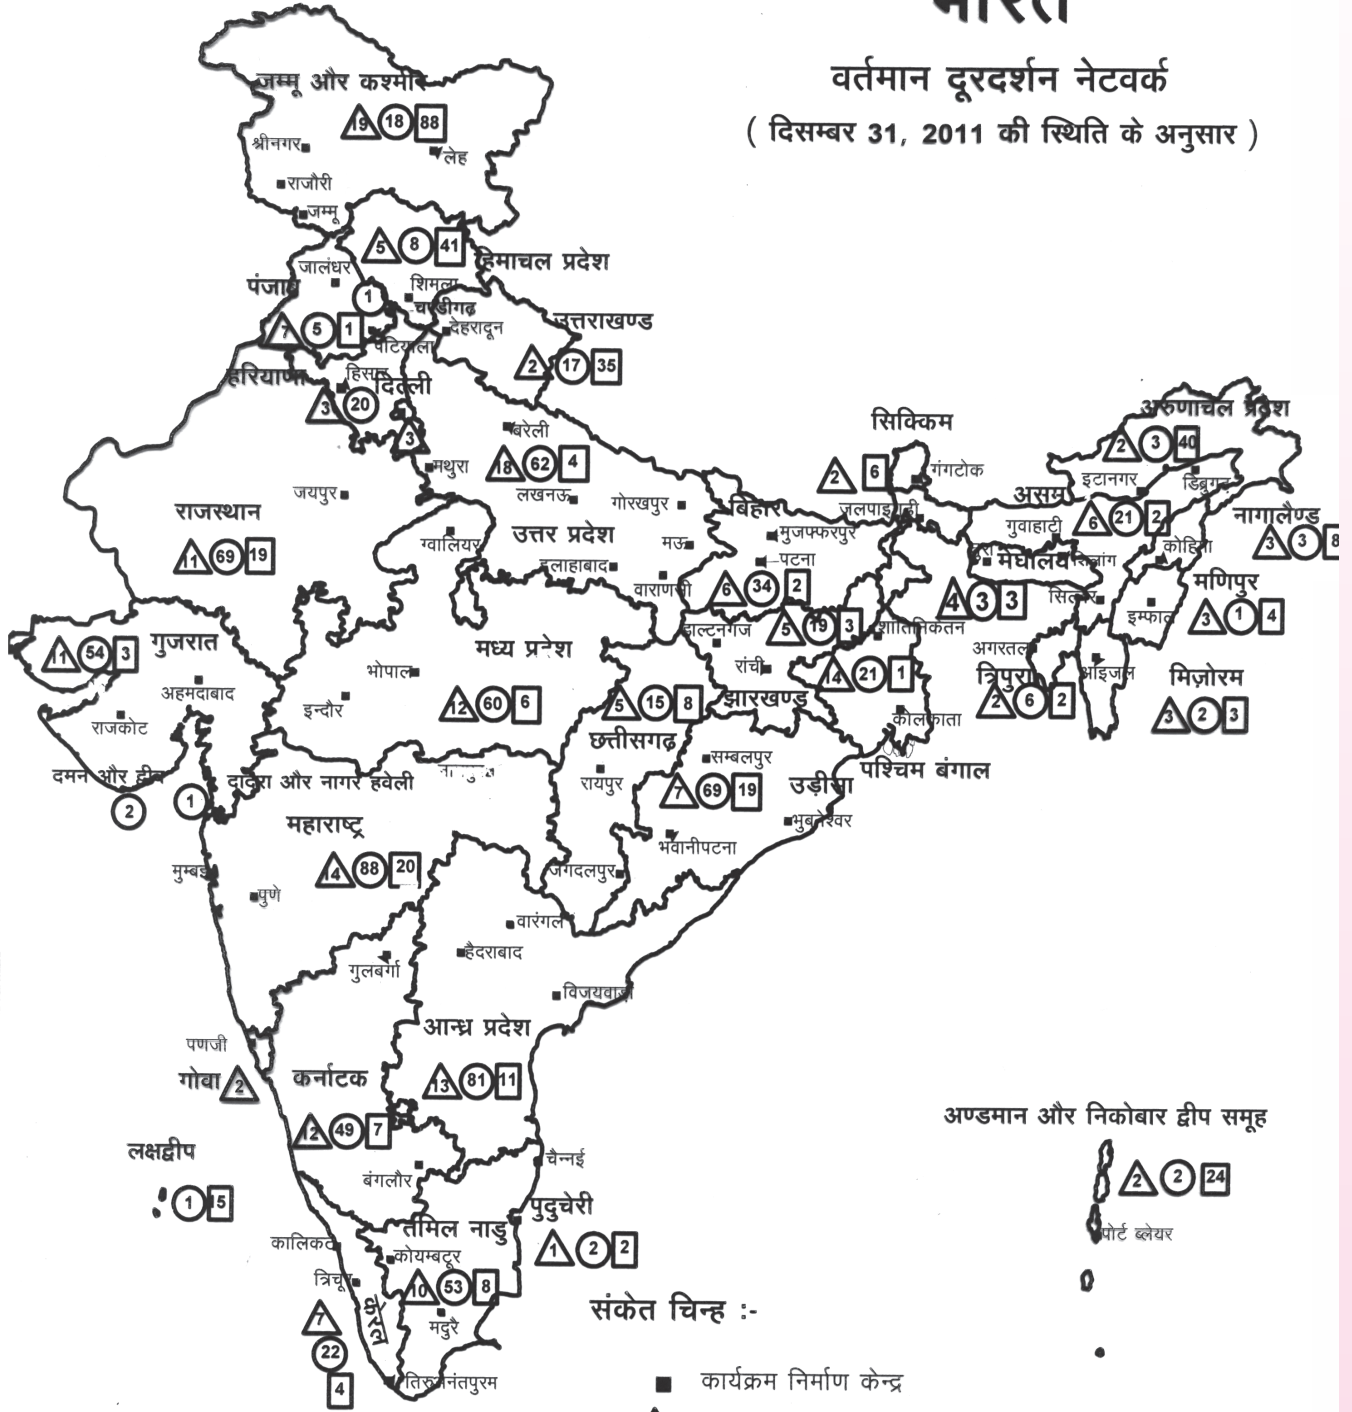 भारत
वर्तमान दूरदर्शन नेटवर्क
( दिसम्बर 31, 2011 की स्थिति के अनुसार )
जम्मू और कश्मीर
19 18 88
श्रीनगर
लेह
राजौरी
जम्मू
5 8 41
हिमाचल प्रदेश
जालंधर
पंजाब
शिमला
1
चण्डीगढ़
7 5 1
पटियाला
देहरादून
उत्तराखण्ड
2 17 35
हरियाणा
हिसार
दिल्ली
3 20
3
बरेली
मथुरा
18 62 4
लखनऊ
गोरखपुर
जयपुर
राजस्थान
11 69 19
ग्वालियर
उत्तर प्रदेश
मऊ
इलाहाबाद
वाराणसी
सिक्किम
2 6
गंगटोक
अरुणाचल प्रदेश
2 3 40
इटानगर
डिब्रुगढ़
असम
6 21 2
गुवाहाटी
नागालैण्ड
3 3 8
कोहिमा
बिहार
जलपाईगुड़ी
मुजफ्फरपुर
पटना
6 34 2
तुरा
मेघालय
शिलांग
4 3 3
सिल्चर
मणिपुर
3 1 4
इम्फाल
डाल्टनगंज
5 19 3
शांतिनिकेतन
अगरतल
त्रिपुरा
2 6 2
आइजल
मिज़ोरम
3 2 3
रांची
झारखण्ड
14 21 1
कोलकाता
पश्चिम बंगाल
गुजरात
11 54 3
अहमदाबाद
राजकोट
मध्य प्रदेश
भोपाल
इन्दौर
12 60 6
5 15 8
छत्तीसगढ़
रायपुर
जगदलपुर
सम्बलपुर
7 69 19
उड़ीसा
भुबनेश्वर
भवानीपटना
दमन और द्वीव
2
1
दादरा और नागर हवेली
नागपुर
महाराष्ट्र
14 88 20
मुम्बई
पुणे
वारंगल
हैदराबाद
गुलबर्गा
विजयवाड़ा
आन्ध्र प्रदेश
13 81 11
पणजी
गोवा 2
कर्नाटक
12 49 7
बंगलौर
चैन्नई
लक्षद्वीप
1 5
पुदुचेरी
1 2 2
तमिल नाडु
कालिकट
कोयम्बटूर
10 53 8
त्रिचूर
मदुरै
केरल
7
22
4
तिरुअनंतपुरम
अण्डमान और निकोबार द्वीप समूह
2 2 24
पोर्ट ब्लेयर
संकेत चिन्ह :-
कार्यक्रम निर्माण केन्द्र